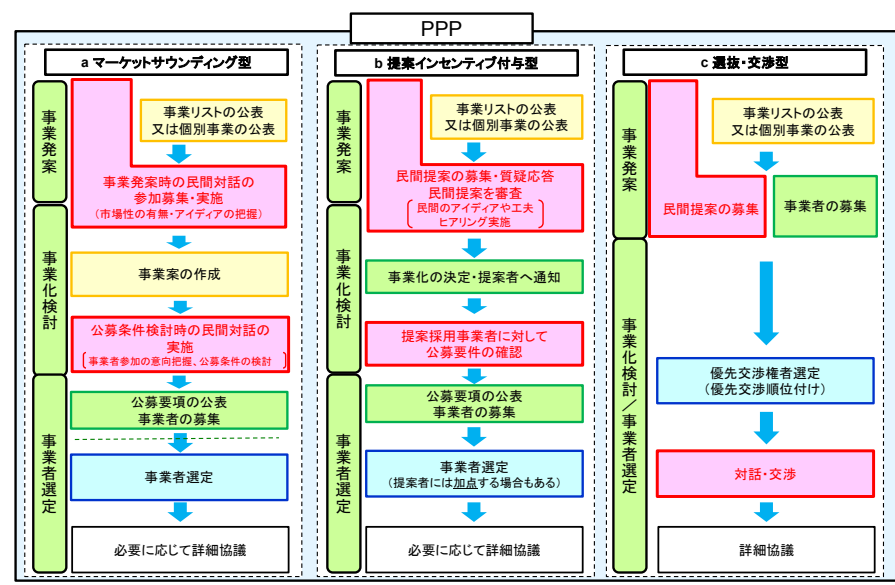 PPP
a マーケットサウンディング型
事業発案
事業化検討
事業者選定
事業リストの公表
又は個別事業の公表
事業発案時の民間対話の
参加募集・実施
（市場性の有無・アイディアの把握）
事業案の作成
公募条件検討時の民間対話の
実施
事業者参加の意向把握、公募条件の検討
公募要項の公表
事業者の募集
事業者選定
必要に応じて詳細協議
b 提案インセンティブ付与型
事業発案
事業化検討
事業者選定
事業リストの公表
又は個別事業の公表
民間提案の募集・質疑応答
民間提案を審査
民間のアイディアや工夫
ヒアリング実施
事業化の決定・提案者へ通知
提案採用事業者に対して
公募要件の確認
公募要項の公表
事業者の募集
事業者選定
（提案者には加点する場合もある）
必要に応じて詳細協議
c 選抜・交渉型
事業発案
事業化検討／事業者選定
事業リストの公表
又は個別事業の公表
民間提案の募集
事業者の募集
優先交渉権者選定
（優先交渉順位付け）
対話・交渉
詳細協議